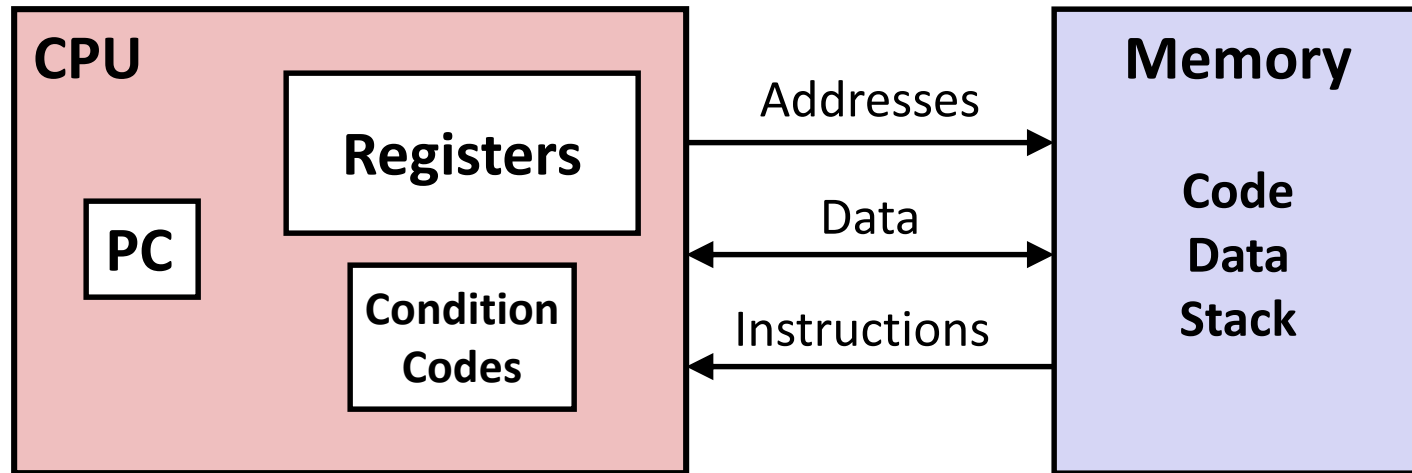 CPU
Registers
PC
Condition
Codes
Addresses
Data
Instructions
Memory
Code
Data
Stack